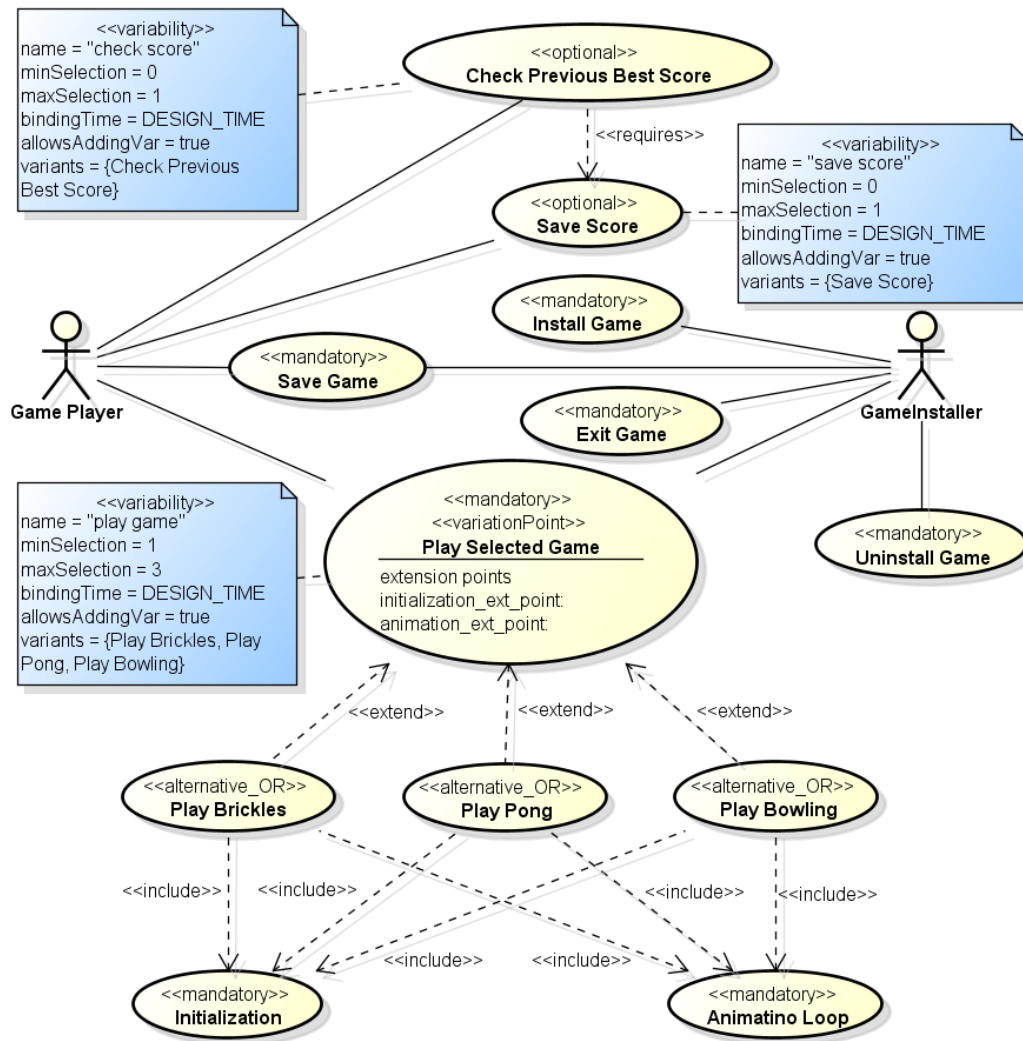 <<variability>>
name = "check score"
minSelection = 0
maxSelection = 1
bindingTime = DESIGN_TIME
allowsAddingVar = true
variants = {Check Previous
Best Score}
<<optional>>
Check Previous Best Score
<<requires>>
<<variability>>
name = "save score"
minSelection = 0
maxSelection = 1
bindingTime = DESIGN_TIME
allowsAddingVar = true
variants = {Save Score}
<<optional>>
Save Score
<<mandatory>>
Install Game
<<mandatory>>
Save Game
Game Player
GameInstaller
<<mandatory>>
Exit Game
<<variability>>
name = "play game"
minSelection = 1
maxSelection = 3
bindingTime = DESIGN_TIME
allowsAddingVar = true
variants = {Play Brickles, Play
Pong, Play Bowling}
<<mandatory>>
<<variationPoint>>
Play Selected Game
extension points
initialization_ext_point:
animation_ext_point:
<<mandatory>>
Uninstall Game
<<extend>>
<<extend>>
<<extend>>
<<alternative_OR>>
Play Brickles
<<alternative_OR>>
Play Pong
<<alternative_OR>>
Play Bowling
<<include>>
<<include>>
<<include>>
<<include>>
<<include>>
<<include>>
<<mandatory>>
Initialization
<<mandatory>>
Animatino Loop